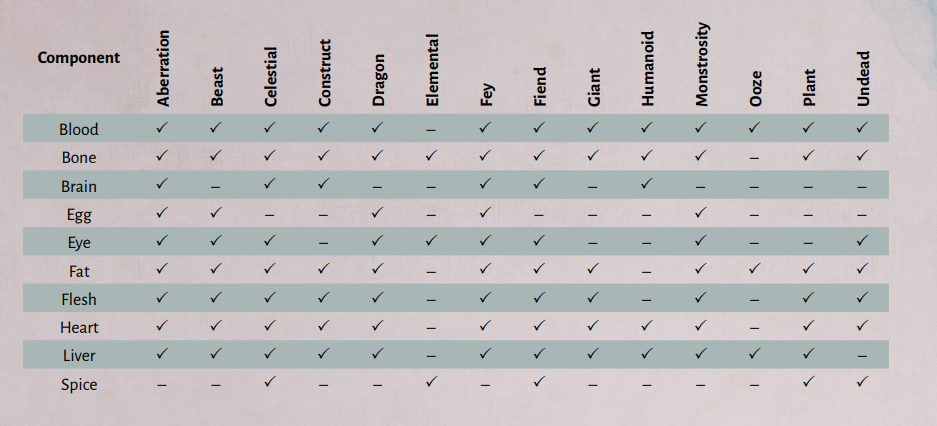 Component Aberration Beast Celestial Construct Dragon Elemental Fey Fiend Giant Humanoid Monstrosity Ooze Plant Undead
Blood ✓ ✓ ✓ ✓ ✓ – ✓ ✓ ✓ ✓ ✓ ✓ ✓ ✓
Bone ✓ ✓ ✓ ✓ ✓ ✓ ✓ ✓ ✓ ✓ ✓ – ✓ ✓
Brain ✓ – ✓ ✓ – – ✓ ✓ – ✓ – – – –
Egg ✓ ✓ – – ✓ – ✓ – – – ✓ – – –
Eye ✓ ✓ ✓ – ✓ ✓ ✓ ✓ – – ✓ – – ✓
Fat ✓ ✓ ✓ ✓ ✓ – ✓ ✓ ✓ – ✓ ✓ ✓ ✓
Flesh ✓ ✓ ✓ ✓ ✓ – ✓ ✓ ✓ – ✓ – ✓ ✓
Heart ✓ ✓ ✓ ✓ ✓ – ✓ ✓ ✓ ✓ ✓ – ✓ ✓
Liver ✓ ✓ ✓ ✓ ✓ – ✓ ✓ ✓ ✓ ✓ ✓ ✓ –
Spice – – ✓ – – ✓ – ✓ – – – – ✓ ✓